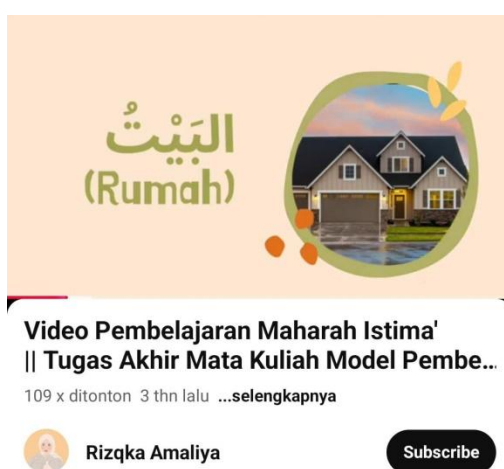 البَيْتُ
(Rumah)
Video Pembelajaran Maharah Istima'
|| Tugas Akhir Mata Kuliah Model Pembe...
109 x ditonton 3 thn lalu ...selengkapnya
Rizqka Amaliya
Subscribe